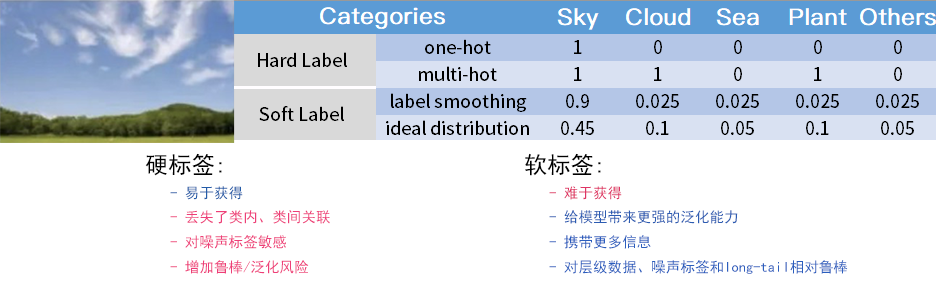 Categories Sky Cloud Sea Plant Others
Hard Label
one-hot 1 0 0 0 0
multi-hot 1 1 0 1 0
Soft Label
label smoothing 0.9 0.025 0.025 0.025 0.025
ideal distribution 0.45 0.1 0.05 0.1 0.05
硬标签:
- 易于获得
- 丢失了类内、类间关联
- 对噪声标签敏感
- 增加鲁棒/泛化风险
软标签:
- 难于获得
- 给模型带来更强的泛化能力
- 携带更多信息
- 对层级数据、噪声标签和long-tail相对鲁棒